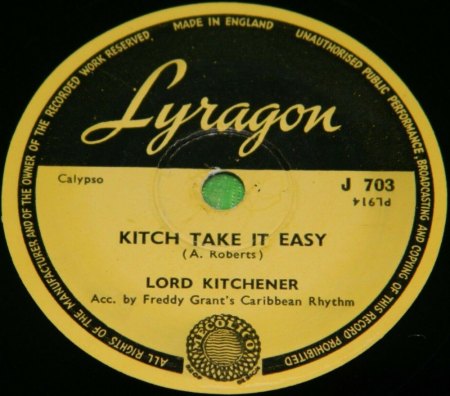 MADE IN ENGLAND
UNAUTHORISED PUBLIC PERFORMANCE, BROADCASTING AND COPYING OF THIS RECORD PROHIBITED
ALL RIGHTS OF THE MANUFACTURER AND OF THE OWNER OF THE RECORDED WORK RESERVED.
Lyragon
Calypso
J 703
PL914
KITCH TAKE IT EASY
(A. Roberts)
LORD KITCHENER
Acc. by Freddy Grant's Caribbean Rhythm
MECOLICO